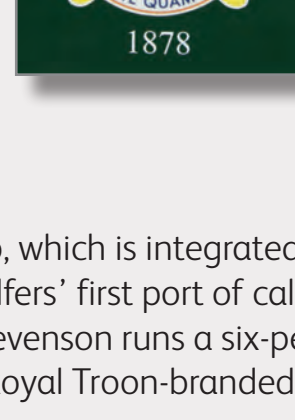 1878
, which is integrated
lfers' first port of cal
evenson runs a six-pe
oyal Troon-branded